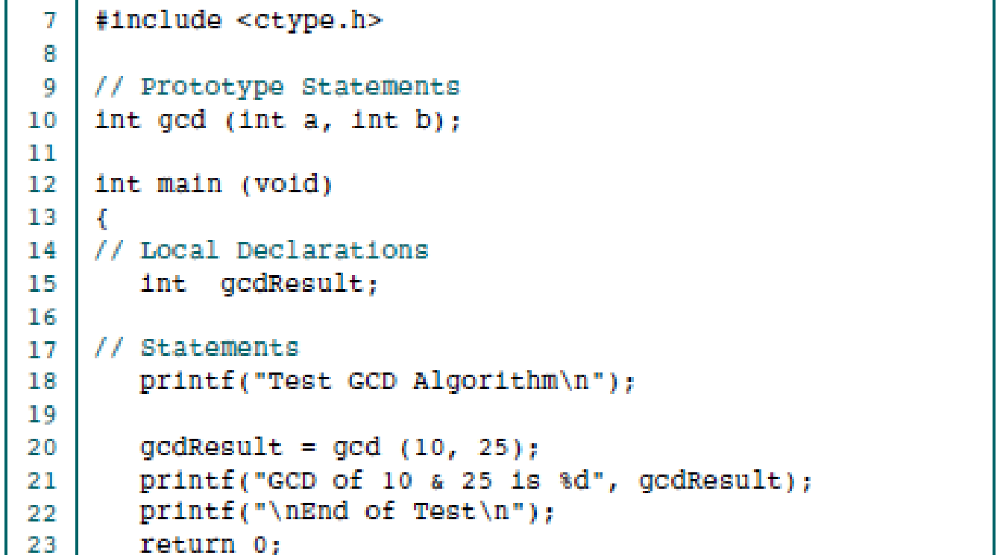 7 #include <ctype.h>
8
9 // Prototype Statements
10 int gcd (int a, int b);
11
12 int main (void)
13 {
14 // Local Declarations
15 int  gcdResult;
16
17 // Statements
18 printf("Test GCD Algorithm\n");
19
20 gcdResult = gcd (10, 25);
21 printf("GCD of 10 & 25 is %d", gcdResult);
22 printf("\nEnd of Test\n");
23 return 0;